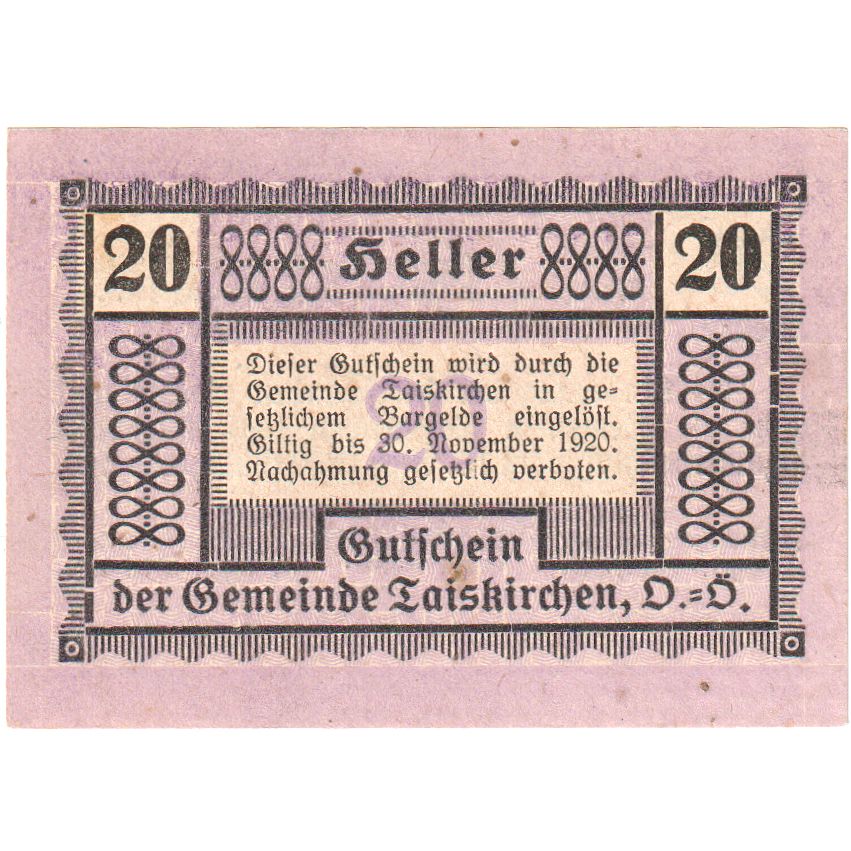 20 Heller 20
Dieser Gutschein wird durch die
Gemeinde Taiskirchen in ge-
setzlichem Bargelde eingelöst.
Giltig bis 30. November 1920.
Nachahmung gesetzlich verboten.
20
Gutschein
der Gemeinde Taiskirchen, O.=Ö.